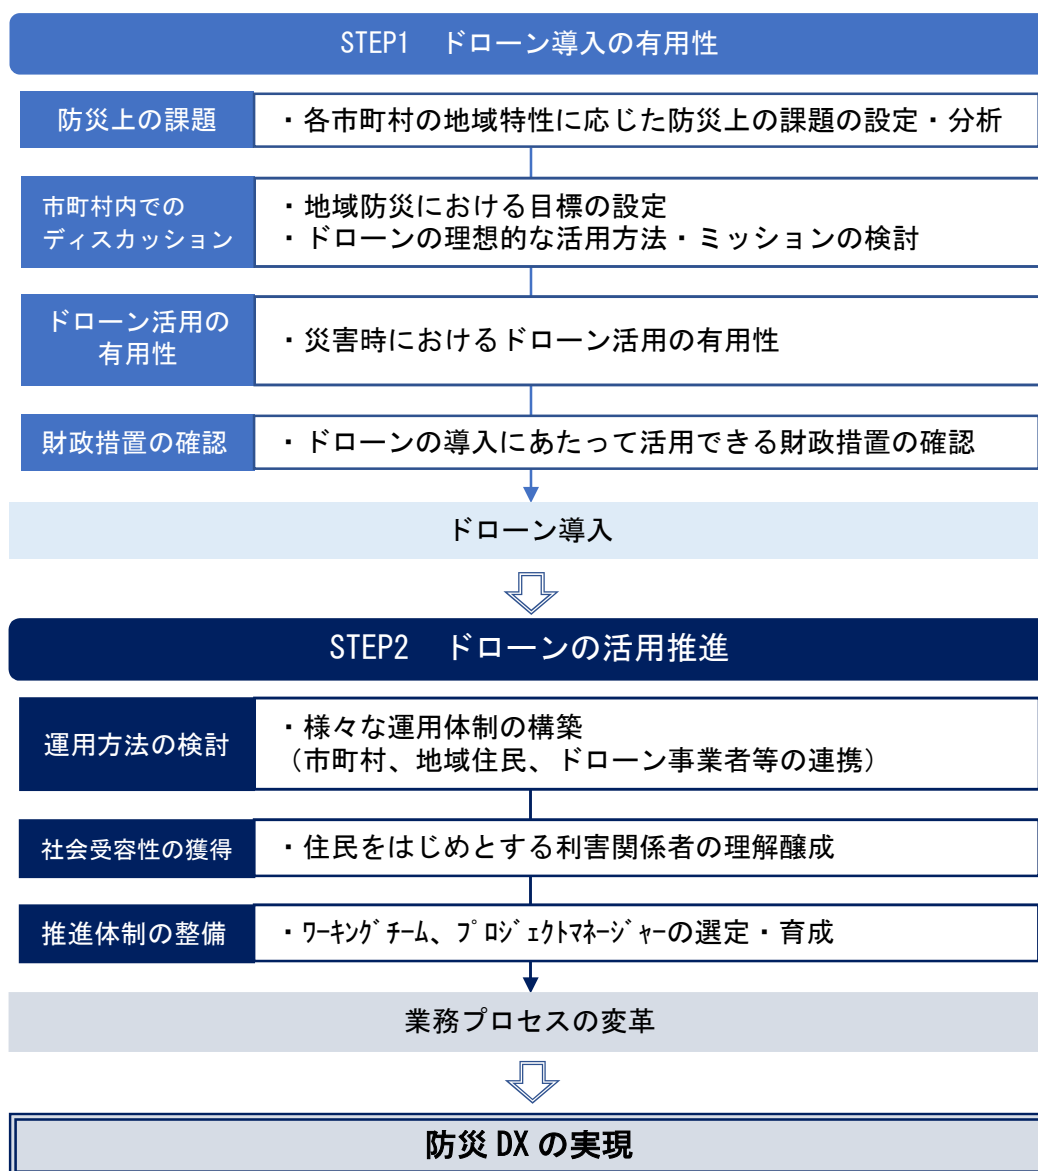 STEP1 ドローン導入の有用性
防災上の課題
・各市町村の地域特性に応じた防災上の課題の設定・分析
市町村内での
ディスカッション
・地域防災における目標の設定
・ドローンの理想的な活用方法・ミッションの検討
ドローン活用の
有用性
・災害時におけるドローン活用の有用性
財政措置の確認
・ドローンの導入にあたって活用できる財政措置の確認
ドローン導入
STEP2 ドローンの活用推進
運用方法の検討
・様々な運用体制の構築
（市町村、地域住民、ドローン事業者等の連携）
社会受容性の獲得
・住民をはじめとする利害関係者の理解醸成
推進体制の整備
・ﾜｰｷﾝｸﾞﾁｰﾑ、ﾌﾟﾛｼﾞｪｸﾄﾏﾈｰｼﾞｬｰの選定・育成
業務プロセスの変革
防災 DX の実現